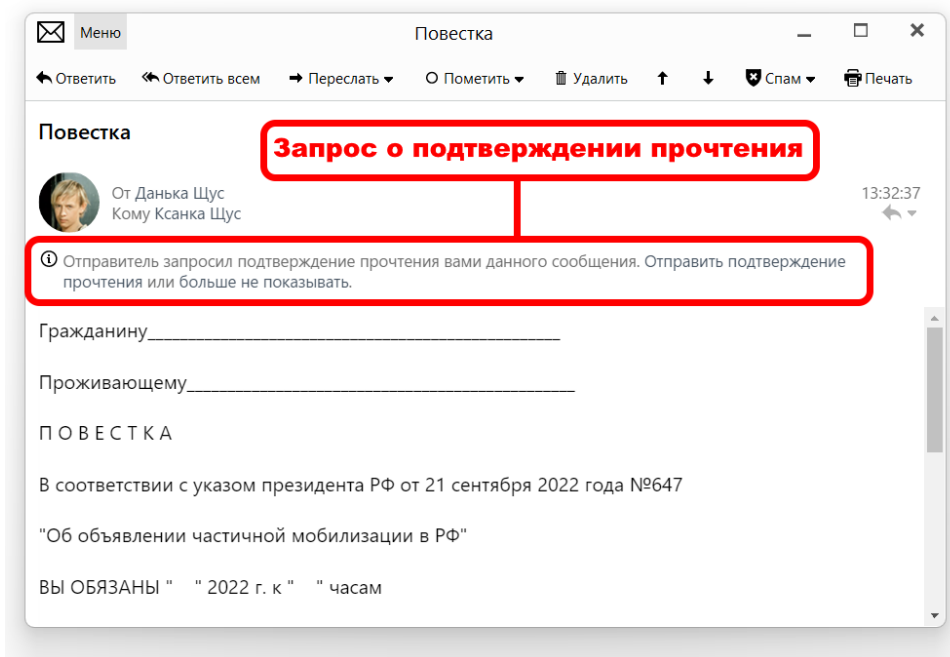 Меню
Повестка
Ответить Ответить всем Переслать Пометить Удалить Спам Печать
Повестка
Запрос о подтверждении прочтения
От Данька Щус
13:32:37
Кому Ксанка Щус
Отправитель запросил подтверждение прочтения вами данного сообщения. Отправить подтверждение
прочтения или больше не показывать.
Гражданину___________________________________________________
Проживающему________________________________________________
П О В Е С Т К А
В соответствии с указом президента РФ от 21 сентября 2022 года №647
"Об объявлении частичной мобилизации в РФ"
ВЫ ОБЯЗАНЫ "    " 2022 г. к "    " часам